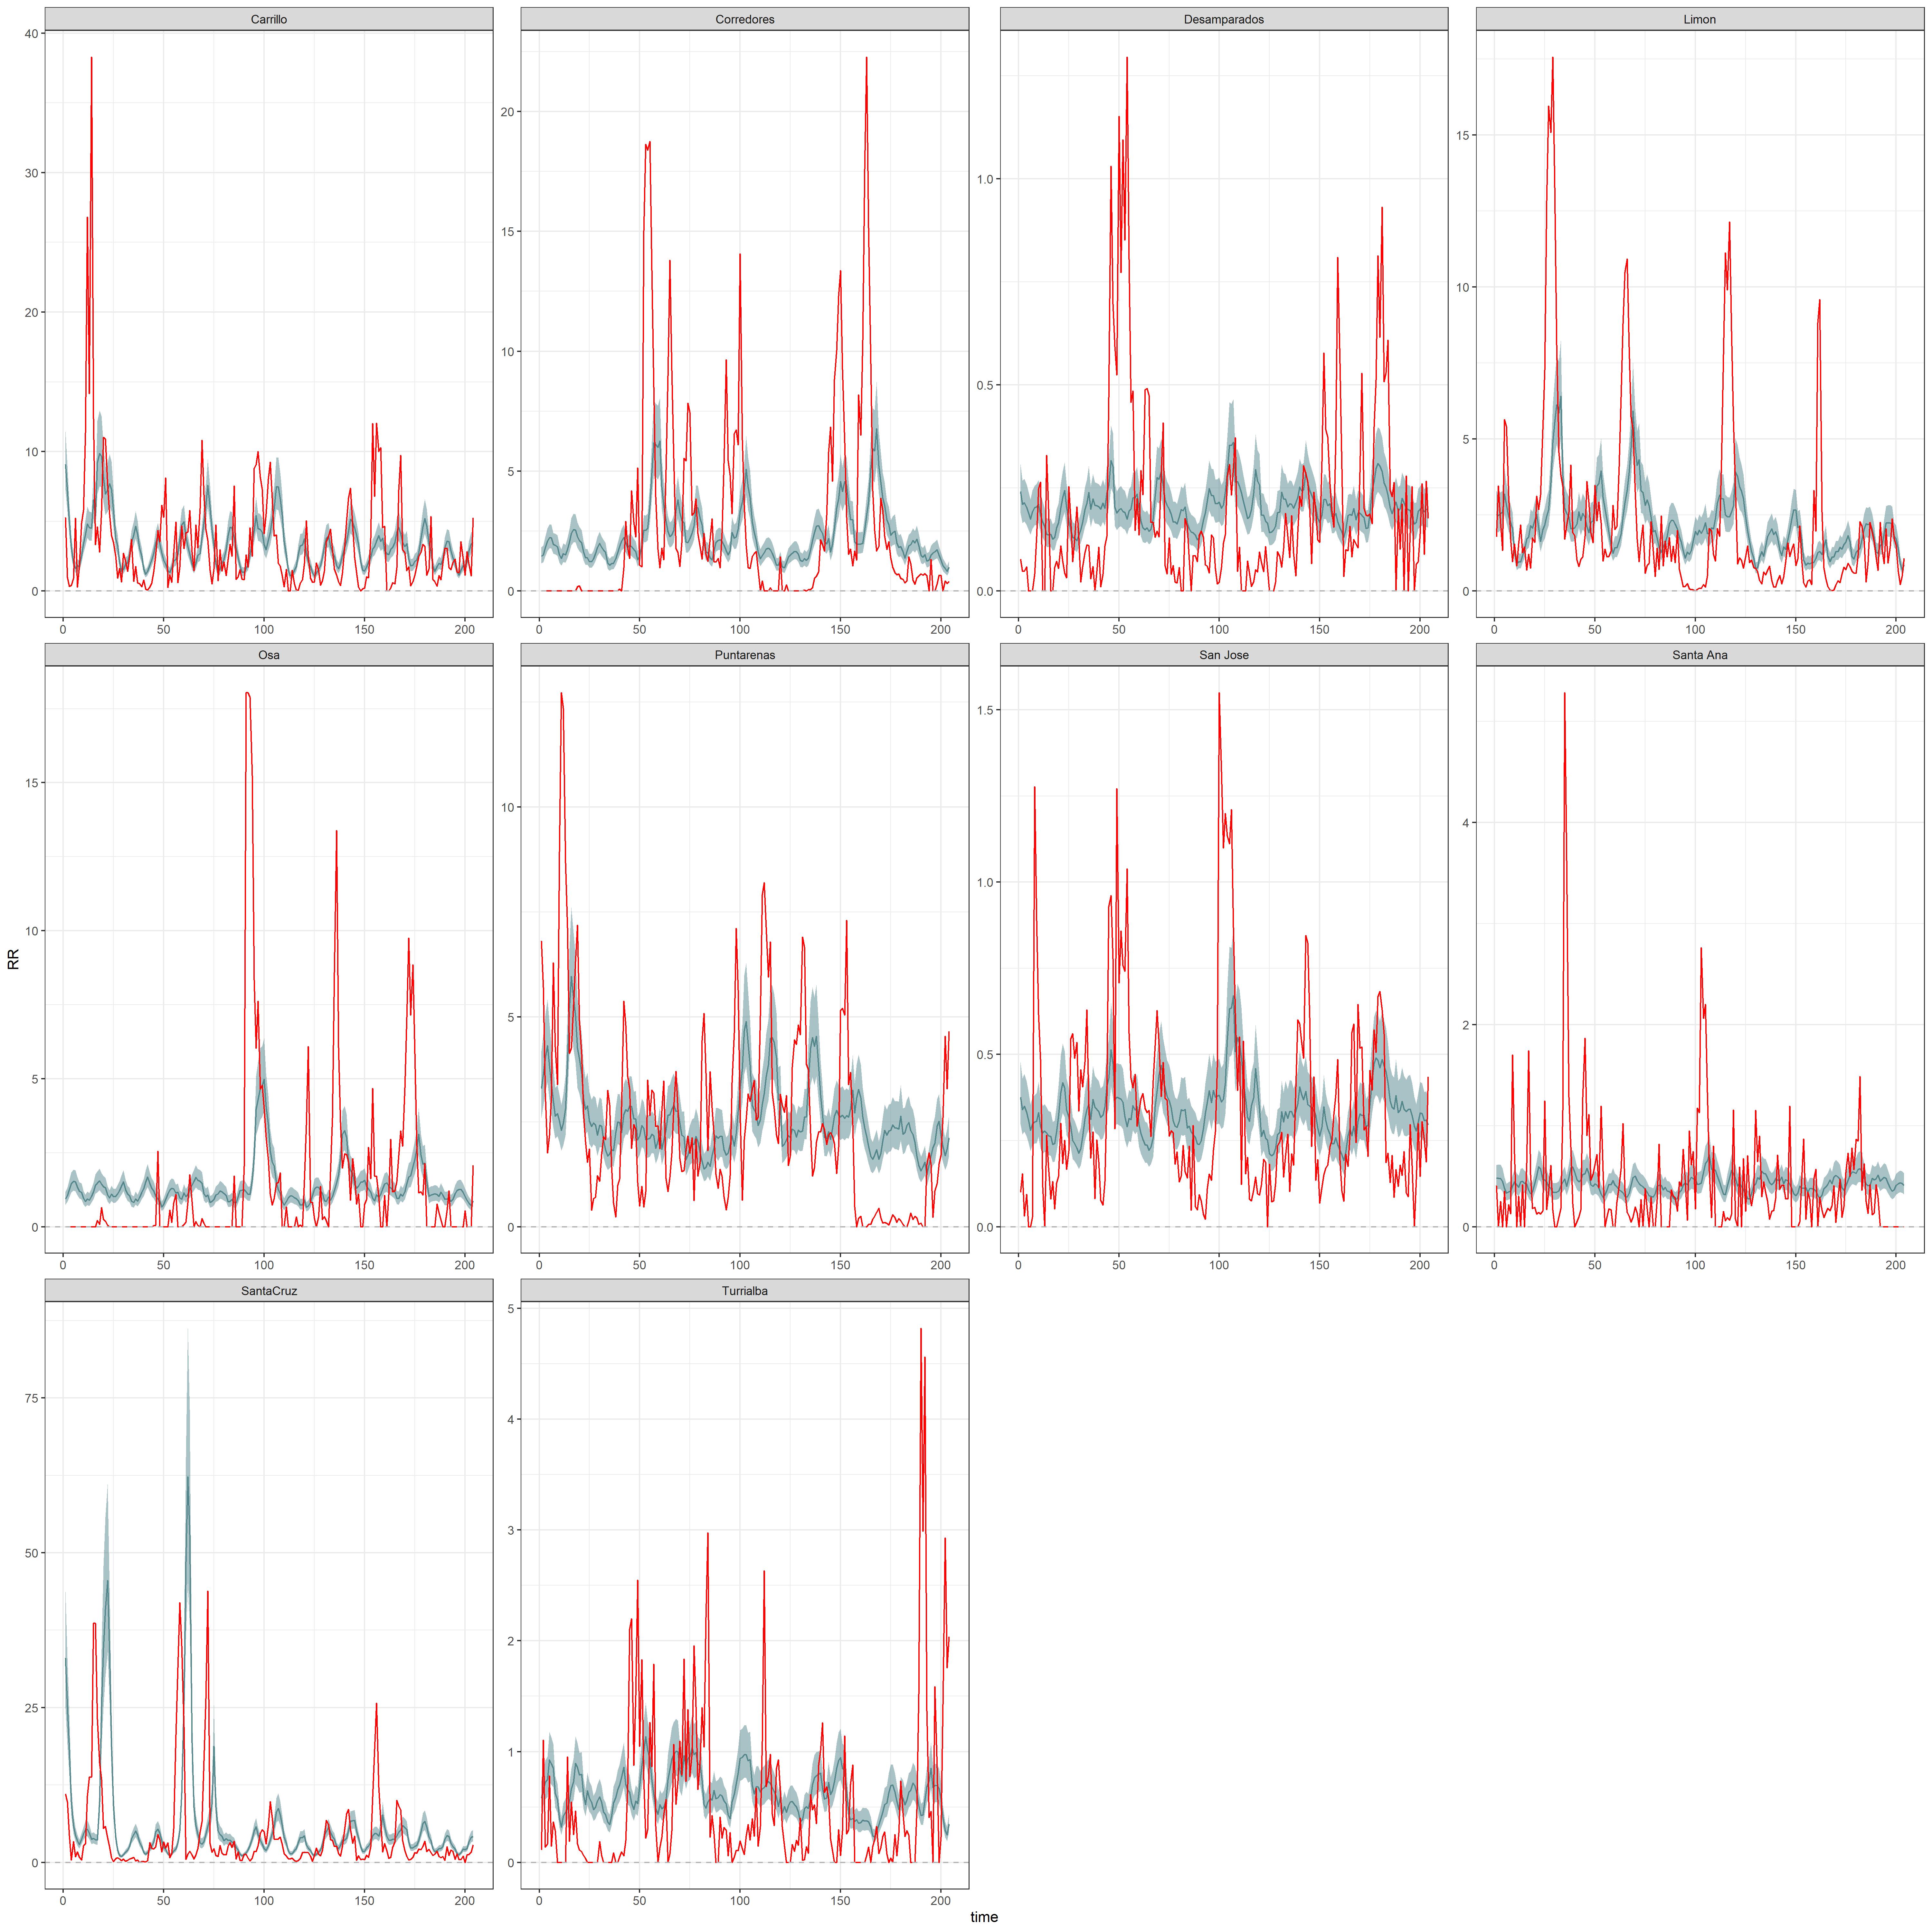 Carrillo Corredores Desamparados Limon
40 30 20 10 0
20 15 10 5 0
1.0 0.5 0.0
15 10 5 0
0 50 100 150 200 0 50 100 150 200 0 50 100 150 200 0 50 100 150 200
Osa Puntarenas San Jose Santa Ana
RR
15 10 5 0
10 5 0
1.5 1.0 0.5 0.0
4 2 0
0 50 100 150 200 0 50 100 150 200 0 50 100 150 200 0 50 100 150 200
SantaCruz Turrialba
75 50 25 0
5 4 3 2 1 0
0 50 100 150 200 0 50 100 150 200
time